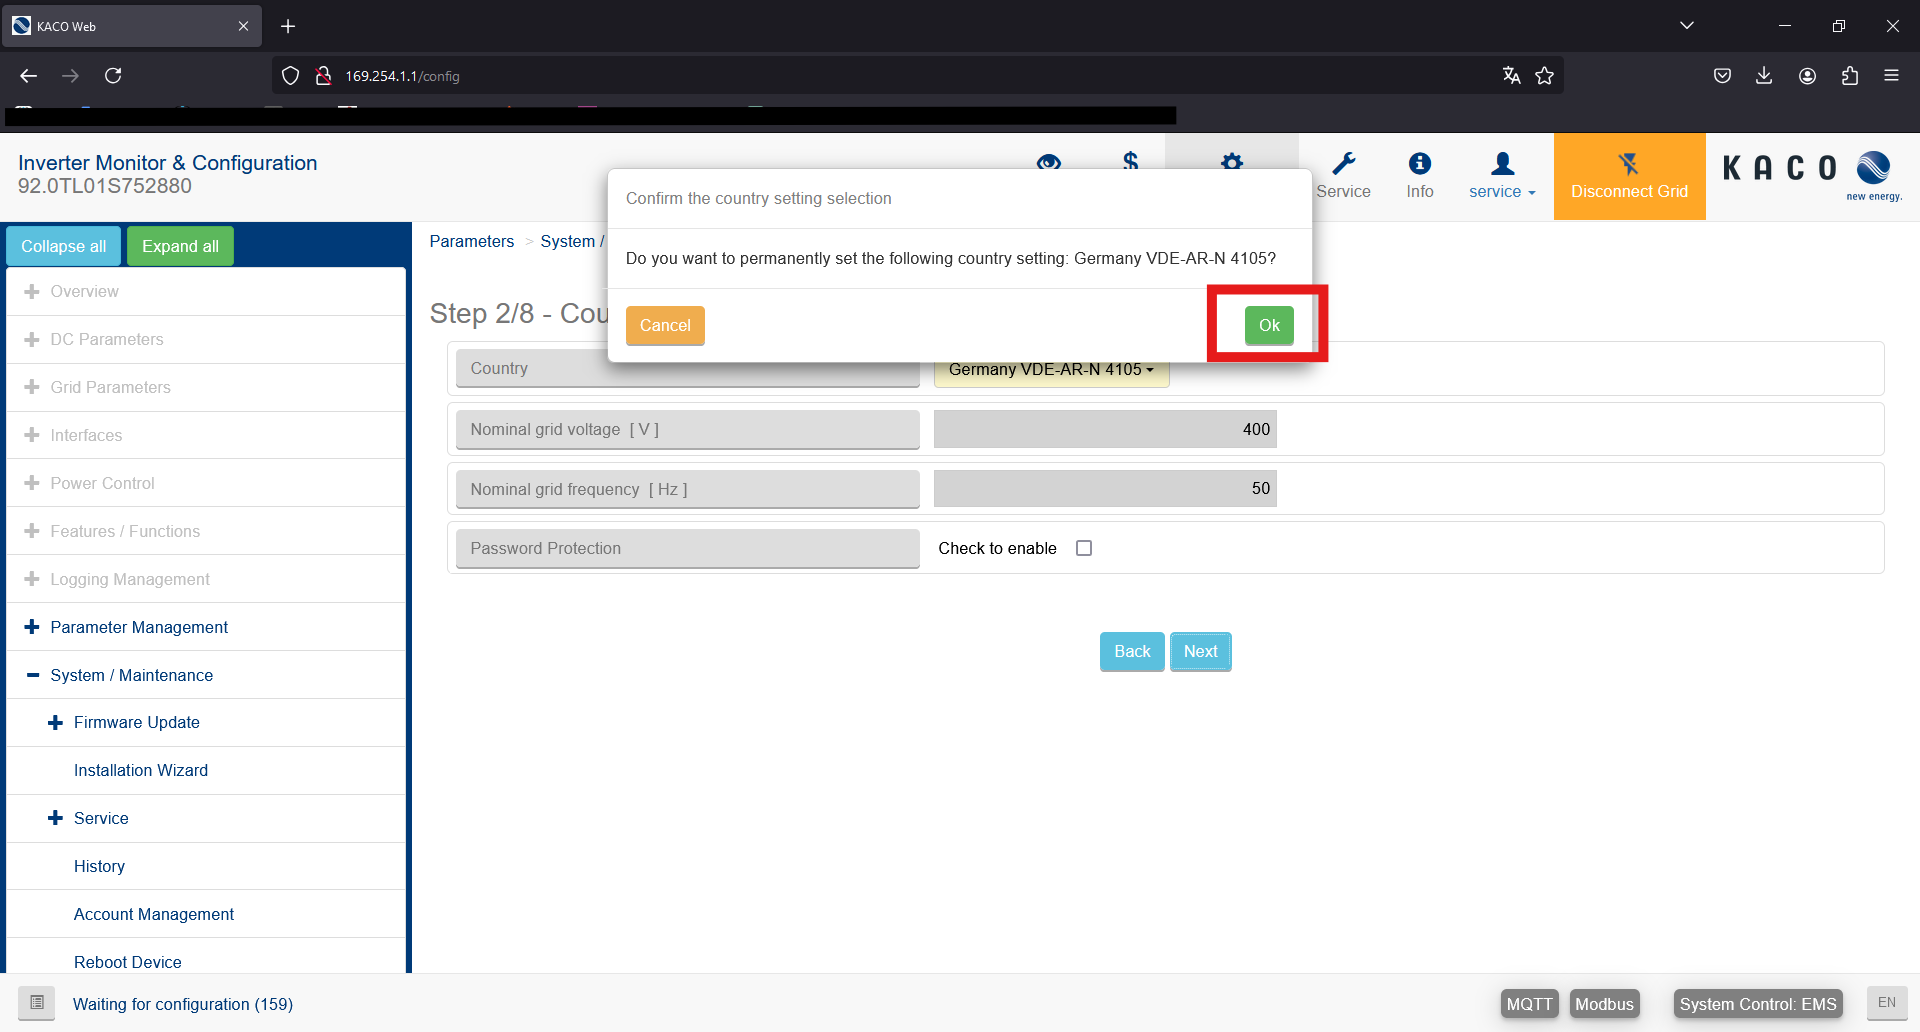 KACO Web
169.254.1.1/config
Inverter Monitor & Configuration
92.0TL01S752880
$
Service
Info
service
Disconnect Grid
KACO
new energy.
Collapse all
Expand all
Overview
DC Parameters
Grid Parameters
Interfaces
Power Control
Features / Functions
Logging Management
Parameter Management
System / Maintenance
Firmware Update
Installation Wizard
Service
History
Account Management
Reboot Device
Parameters > System /
Confirm the country setting selection
Do you want to permanently set the following country setting: Germany VDE-AR-N 4105?
Cancel
Ok
Step 2/8 - Cou
Country
Germany VDE-AR-N 4105
Nominal grid voltage [ V ]
400
Nominal grid frequency [ Hz ]
50
Password Protection
Check to enable
Back
Next
Waiting for configuration (159)
MQTT
Modbus
System Control: EMS
EN